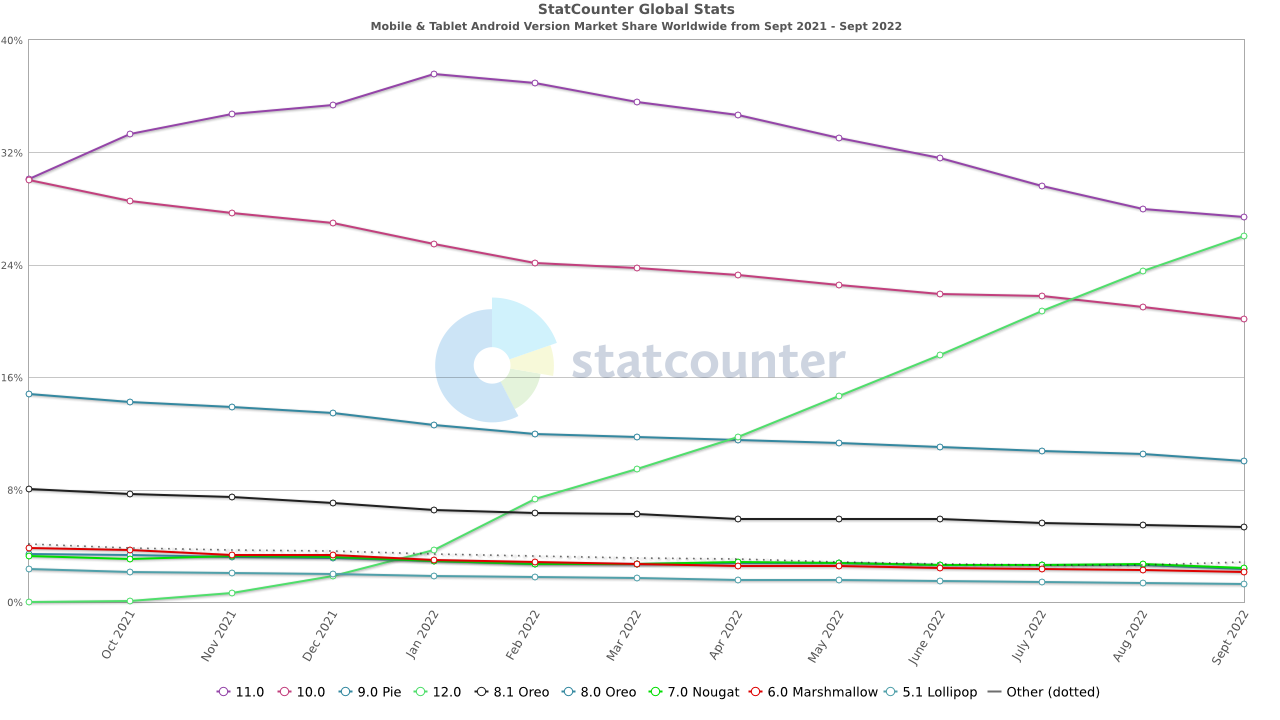 StatCounter Global Stats
Mobile & Tablet Android Version Market Share Worldwide from Sept 2021 - Sept 2022
40%
32%
24%
16%
8%
0%
statcounter
Oct 2021
Nov 2021
Dec 2021
Jan 2022
Feb 2022
Mar 2022
Apr 2022
May 2022
June 2022
July 2022
Aug 2022
Sept 2022
11.0 10.0 9.0 Pie 12.0 8.1 Oreo 8.0 Oreo 7.0 Nougat 6.0 Marshmallow 5.1 Lollipop Other (dotted)